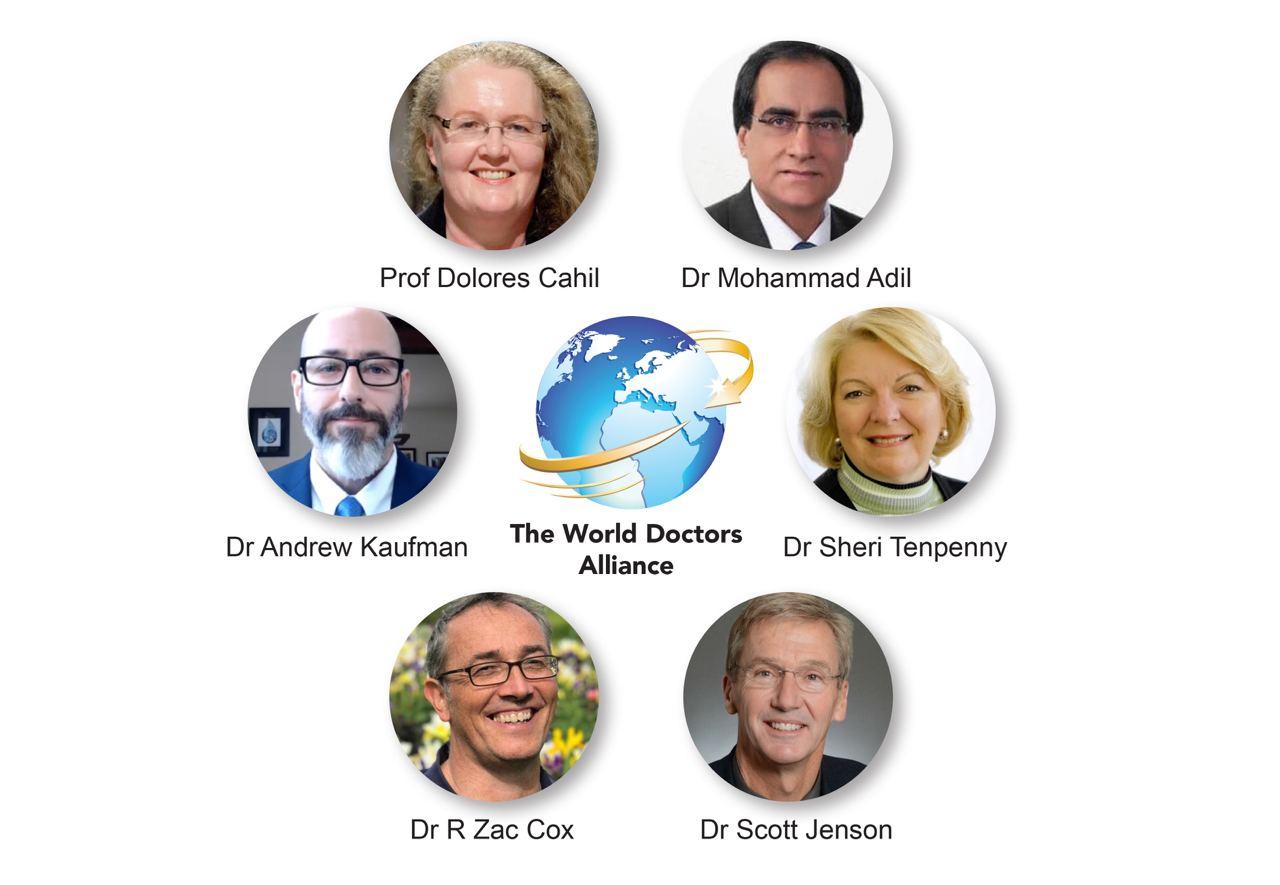 Prof Dolores Cahil
Dr Mohammad Adil
Dr Andrew Kaufman
The World Doctors
Alliance
Dr Sheri Tenpenny
Dr R Zac Cox
Dr Scott Jenson